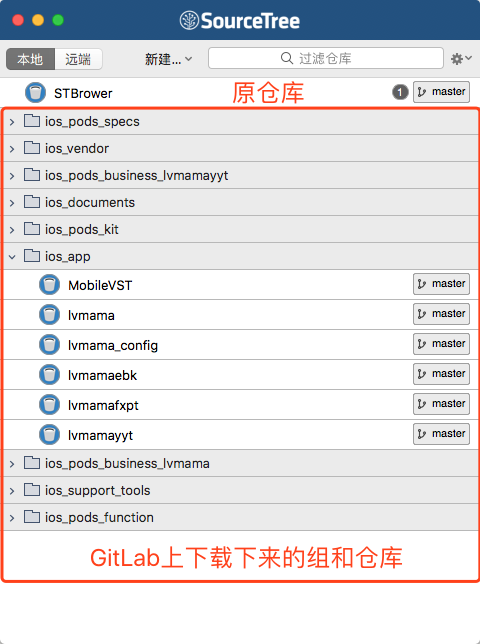 SourceTree
本地 远端 新建... 过滤仓库
STBrower 原仓库 1 master
ios_pods_specs
ios_vendor
ios_pods_business_lvmamayyt
ios_documents
ios_pods_kit
ios_app
MobileVST master
lvmama master
lvmama_config master
lvmamaebk master
lvmamafxpt master
lvmamayyt master
ios_pods_business_lvmama
ios_support_tools
ios_pods_function
GitLab上下载下来的组和仓库